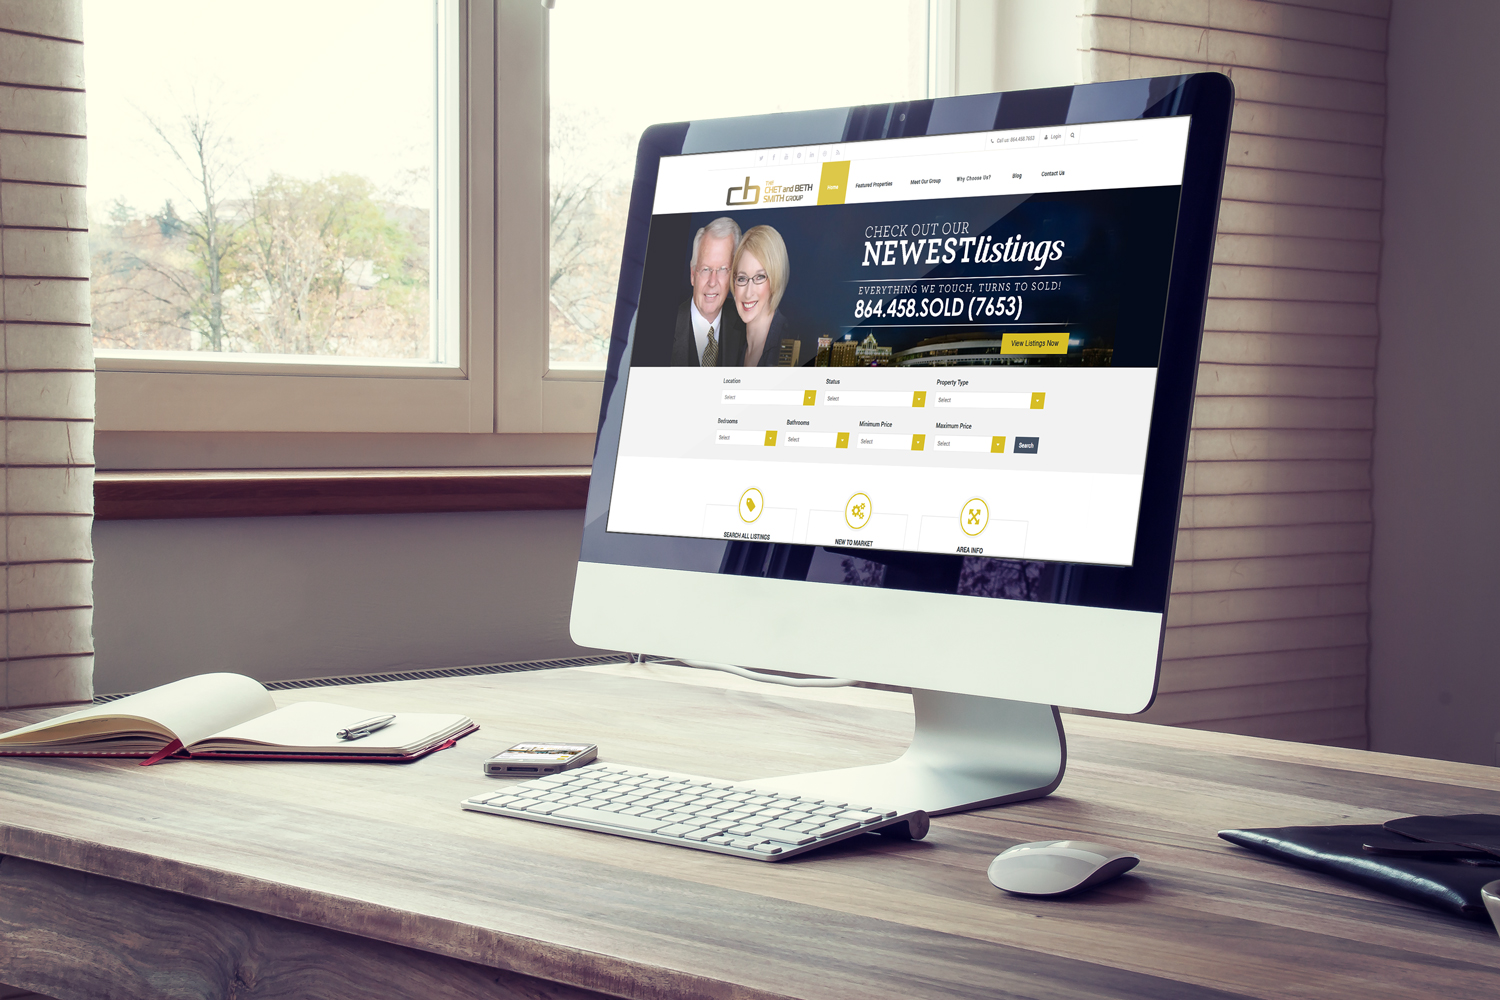 Call us: 864.458.7653
Login
THE
CHET and BETH
SMITH GROUP
Home
Featured Properties
Meet Our Group
Why Choose Us?
Blog
Contact Us
CHECK OUT OUR
NEWEST listings
EVERYTHING WE TOUCH, TURNS TO SOLD!
864.458.SOLD (7653)
View Listings Now
Location
Status
Property Type
Select
Select
Select
Bedrooms
Bathrooms
Minimum Price
Maximum Price
Select
Select
Select
Select
Search
SEARCH ALL LISTINGS
NEW TO MARKET
AREA INFO